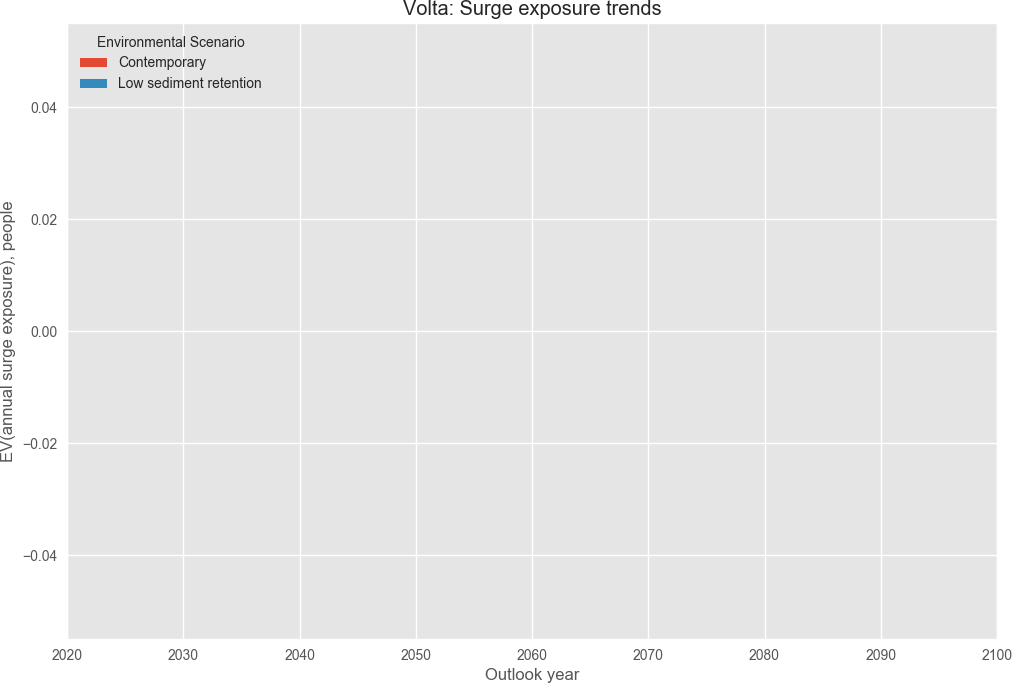 Volta: Surge exposure trends
Environmental Scenario
Contemporary
Low sediment retention
EV(annual surge exposure), people
0.04
0.02
0.00
−0.02
−0.04
2020 2030 2040 2050 2060 2070 2080 2090 2100
Outlook year